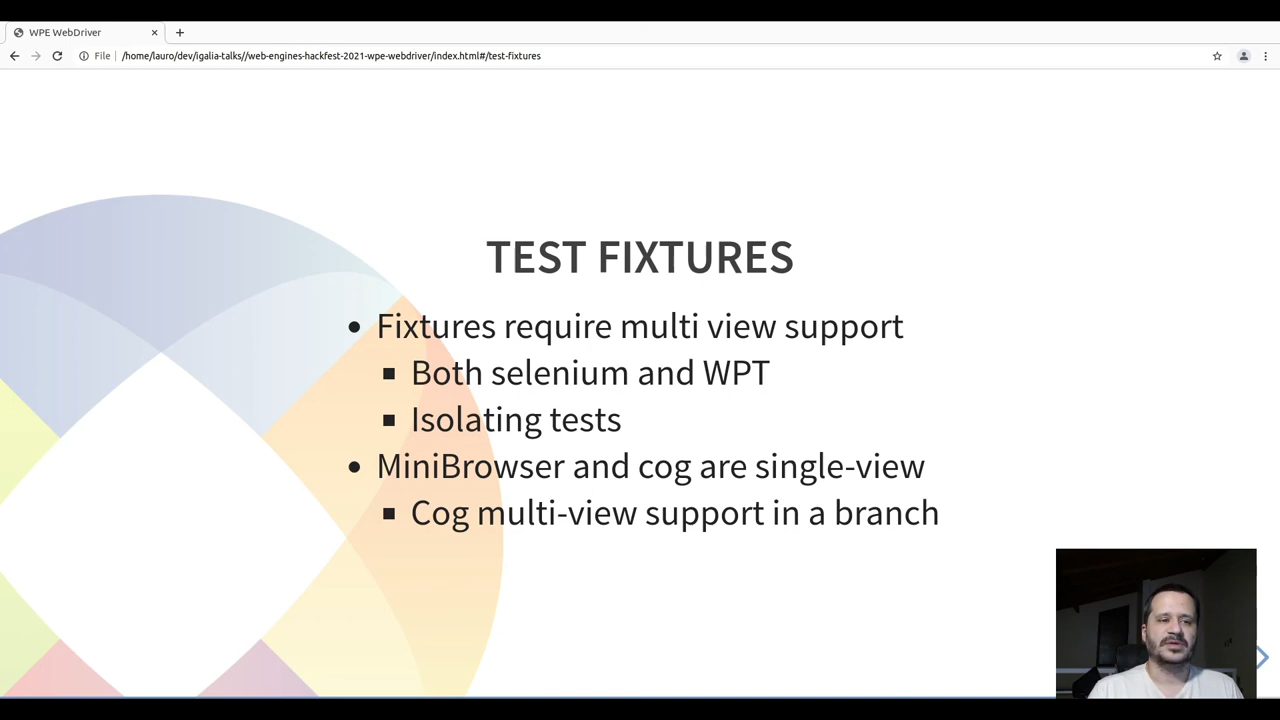 WPE WebDriver
File
/home/lauro/dev/igalia-talks//web-engines-hackfest-2021-wpe-webdriver/index.html#/test-fixtures
TEST FIXTURES
Fixtures require multi view support
Both selenium and WPT
Isolating tests
MiniBrowser and cog are single-view
Cog multi-view support in a branch